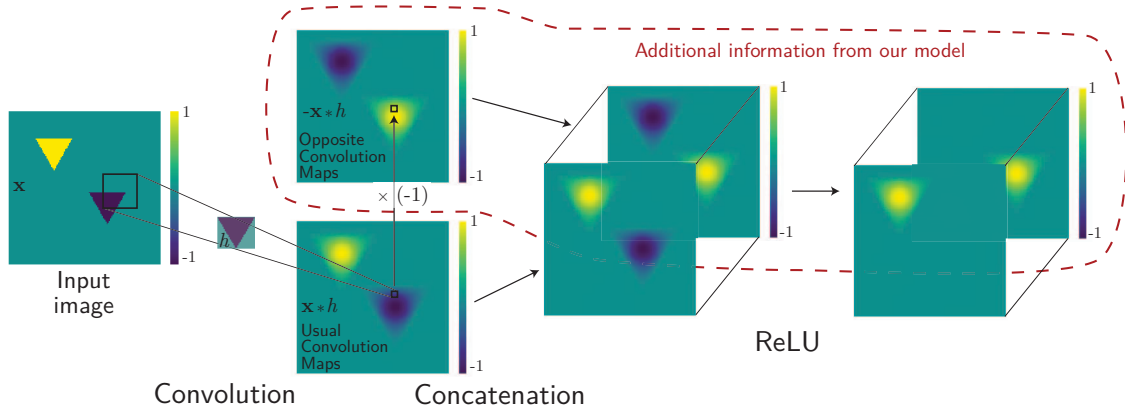 1
Additional information from our model
-x∗h
Opposite
Convolution
Maps
-1
1
1
1
x
-1
× (-1)
1
h
-1
-1
x∗h
Usual
Convolution
Maps
-1
Input
image
ReLU
Convolution
Concatenation